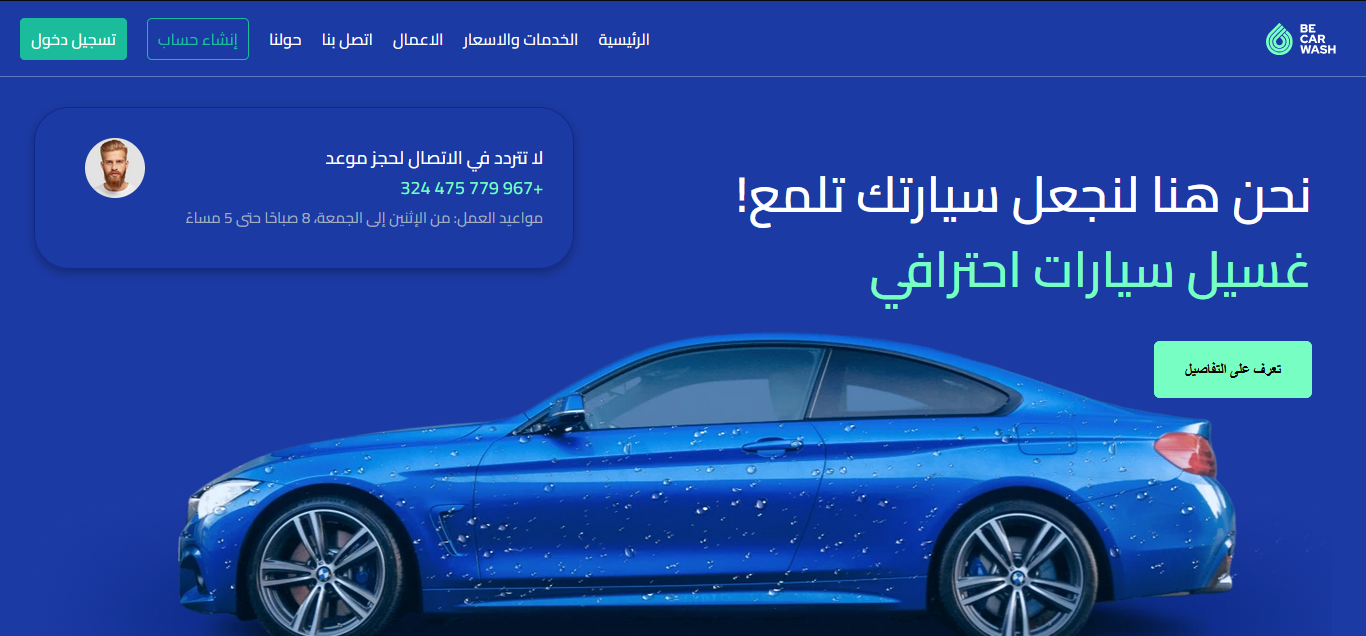 BE
CAR
WASH
الرئيسية
الخدمات والاسعار
الاعمال
اتصل بنا
حولنا
إنشاء حساب
تسجيل دخول
نحن هنا لنجعل سيارتك تلمع!
غسيل سيارات احترافي
تعرف على التفاصيل
لا تتردد في الاتصال لحجز موعد
+967 779 475 324
مواعيد العمل: من الإثنين إلى الجمعة، 8 صباحًا حتى 5 مساءً